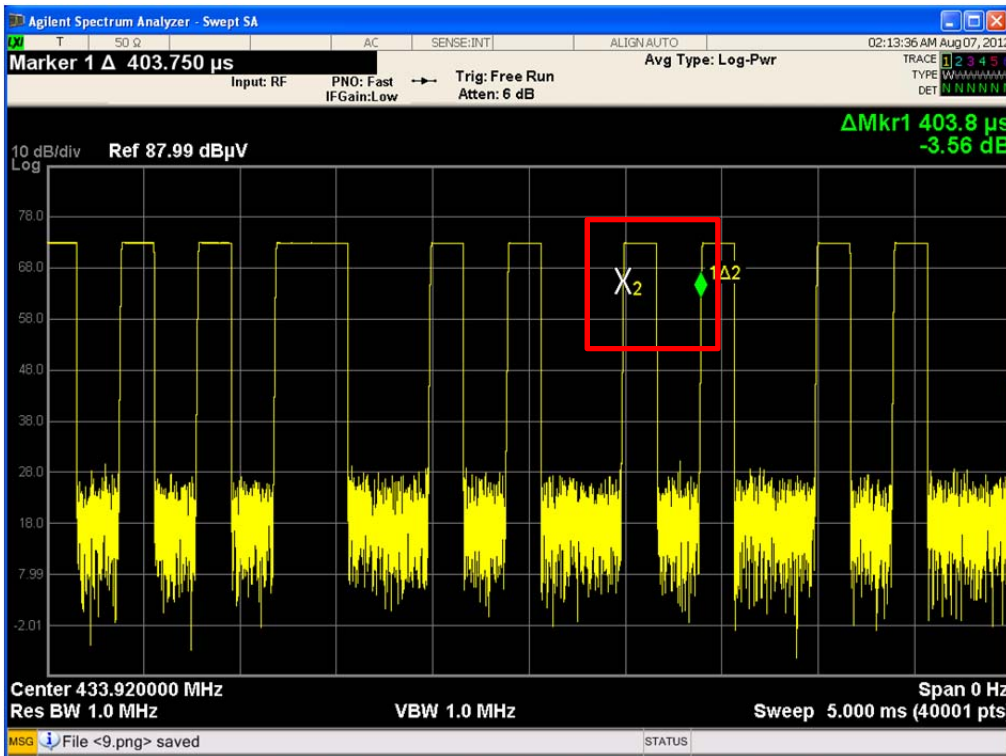 Agilent Spectrum Analyzer - Swept SA
LXI T 50 Ω AC SENSE:INT ALIGN AUTO 02:13:36 AM Aug 07, 2012
Marker 1 Δ 403.750 µs
Avg Type: Log-Pwr
TRACE 1 2 3 4 5
Input: RF PNO: Fast Trig: Free Run
TYPE W
IFGain:Low Atten: 6 dB
DET N N N N N N
ΔMkr1 403.8 µs
-3.56 dB
10 dB/div Ref 87.99 dBµV
Log
78.0
68.0
1Δ2
X2
58.0
48.0
38.0
28.0
18.0
7.99
-2.01
Center 433.920000 MHz Span 0 Hz
Res BW 1.0 MHz VBW 1.0 MHz Sweep 5.000 ms (40001 pts
MSG File <9.png> saved STATUS